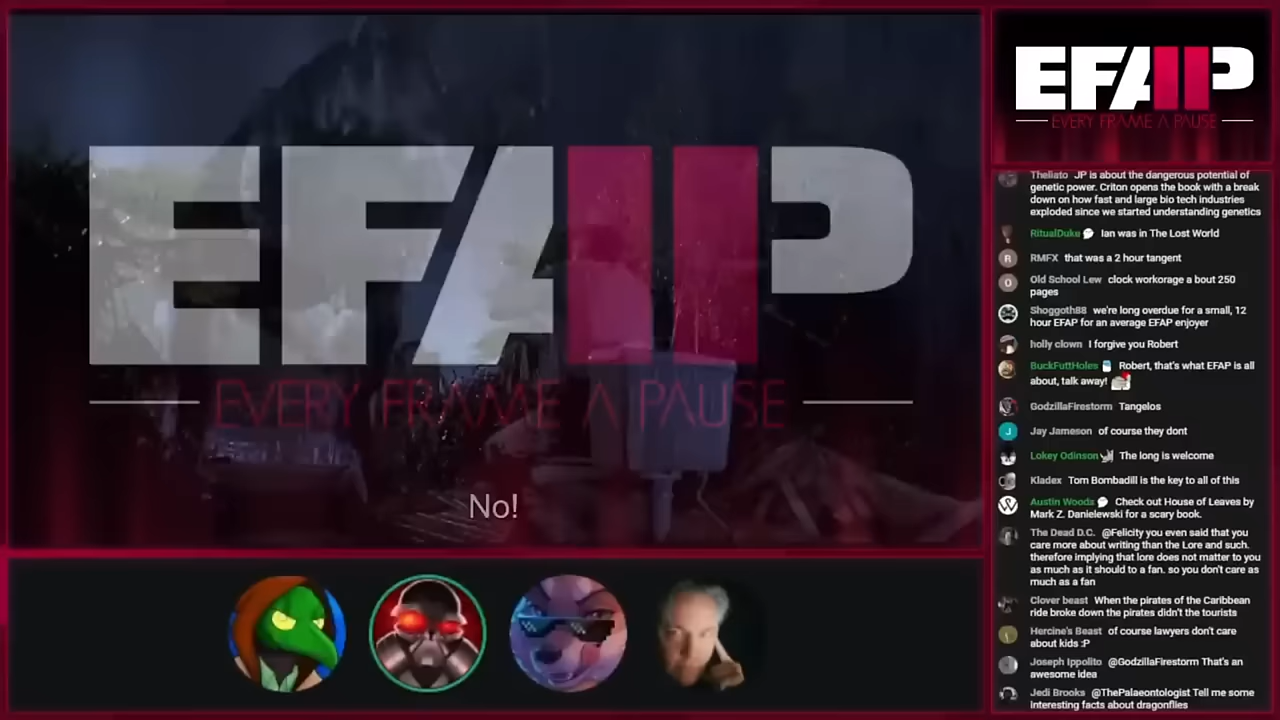 EFAP
EVERY FRAME A PAUSE
No!
EFAP
EVERY FRAME A PAUSE
Theliato JP is about the dangerous potential of
genetic power. Criton opens the book with a break
down on how fast and large bio tech industries
exploded since we started understanding genetics
RitualDuke Ian was in The Lost World
R
RMFX that was a 2 hour tangent
O
Old School Lew clock workorage a bout 250
pages
Shoggoth88 we're long overdue for a small, 12
hour EFAP for an average EFAP enjoyer
holly clown I forgive you Robert
BuckFuttHoles Robert, that's what EFAP is all
about, talk away!
GodzillaFirestorm Tangelos
J
Jay Jameson of course they dont
Lokey Odinson The long is welcome
Kladex Tom Bombadill is the key to all of this
W
Austin Woods Check out House of Leaves by
Mark Z. Danielewski for a scary book.
The Dead D.C. @Felicity you even said that you
care more about writing than the Lore and such.
therefore implying that lore does not matter to you
as much as it should to a fan. so you don't care as
much as a fan
Clover beast When the pirates of the Caribbean
ride broke down the pirates didn't the tourists
Hercine's Beast of course lawyers don't care
about kids :P
Joseph Ippolito @GodzillaFirestorm That's an
awesome idea
Jedi Brooks @ThePalaeontologist Tell me some
interesting facts about dragonflies